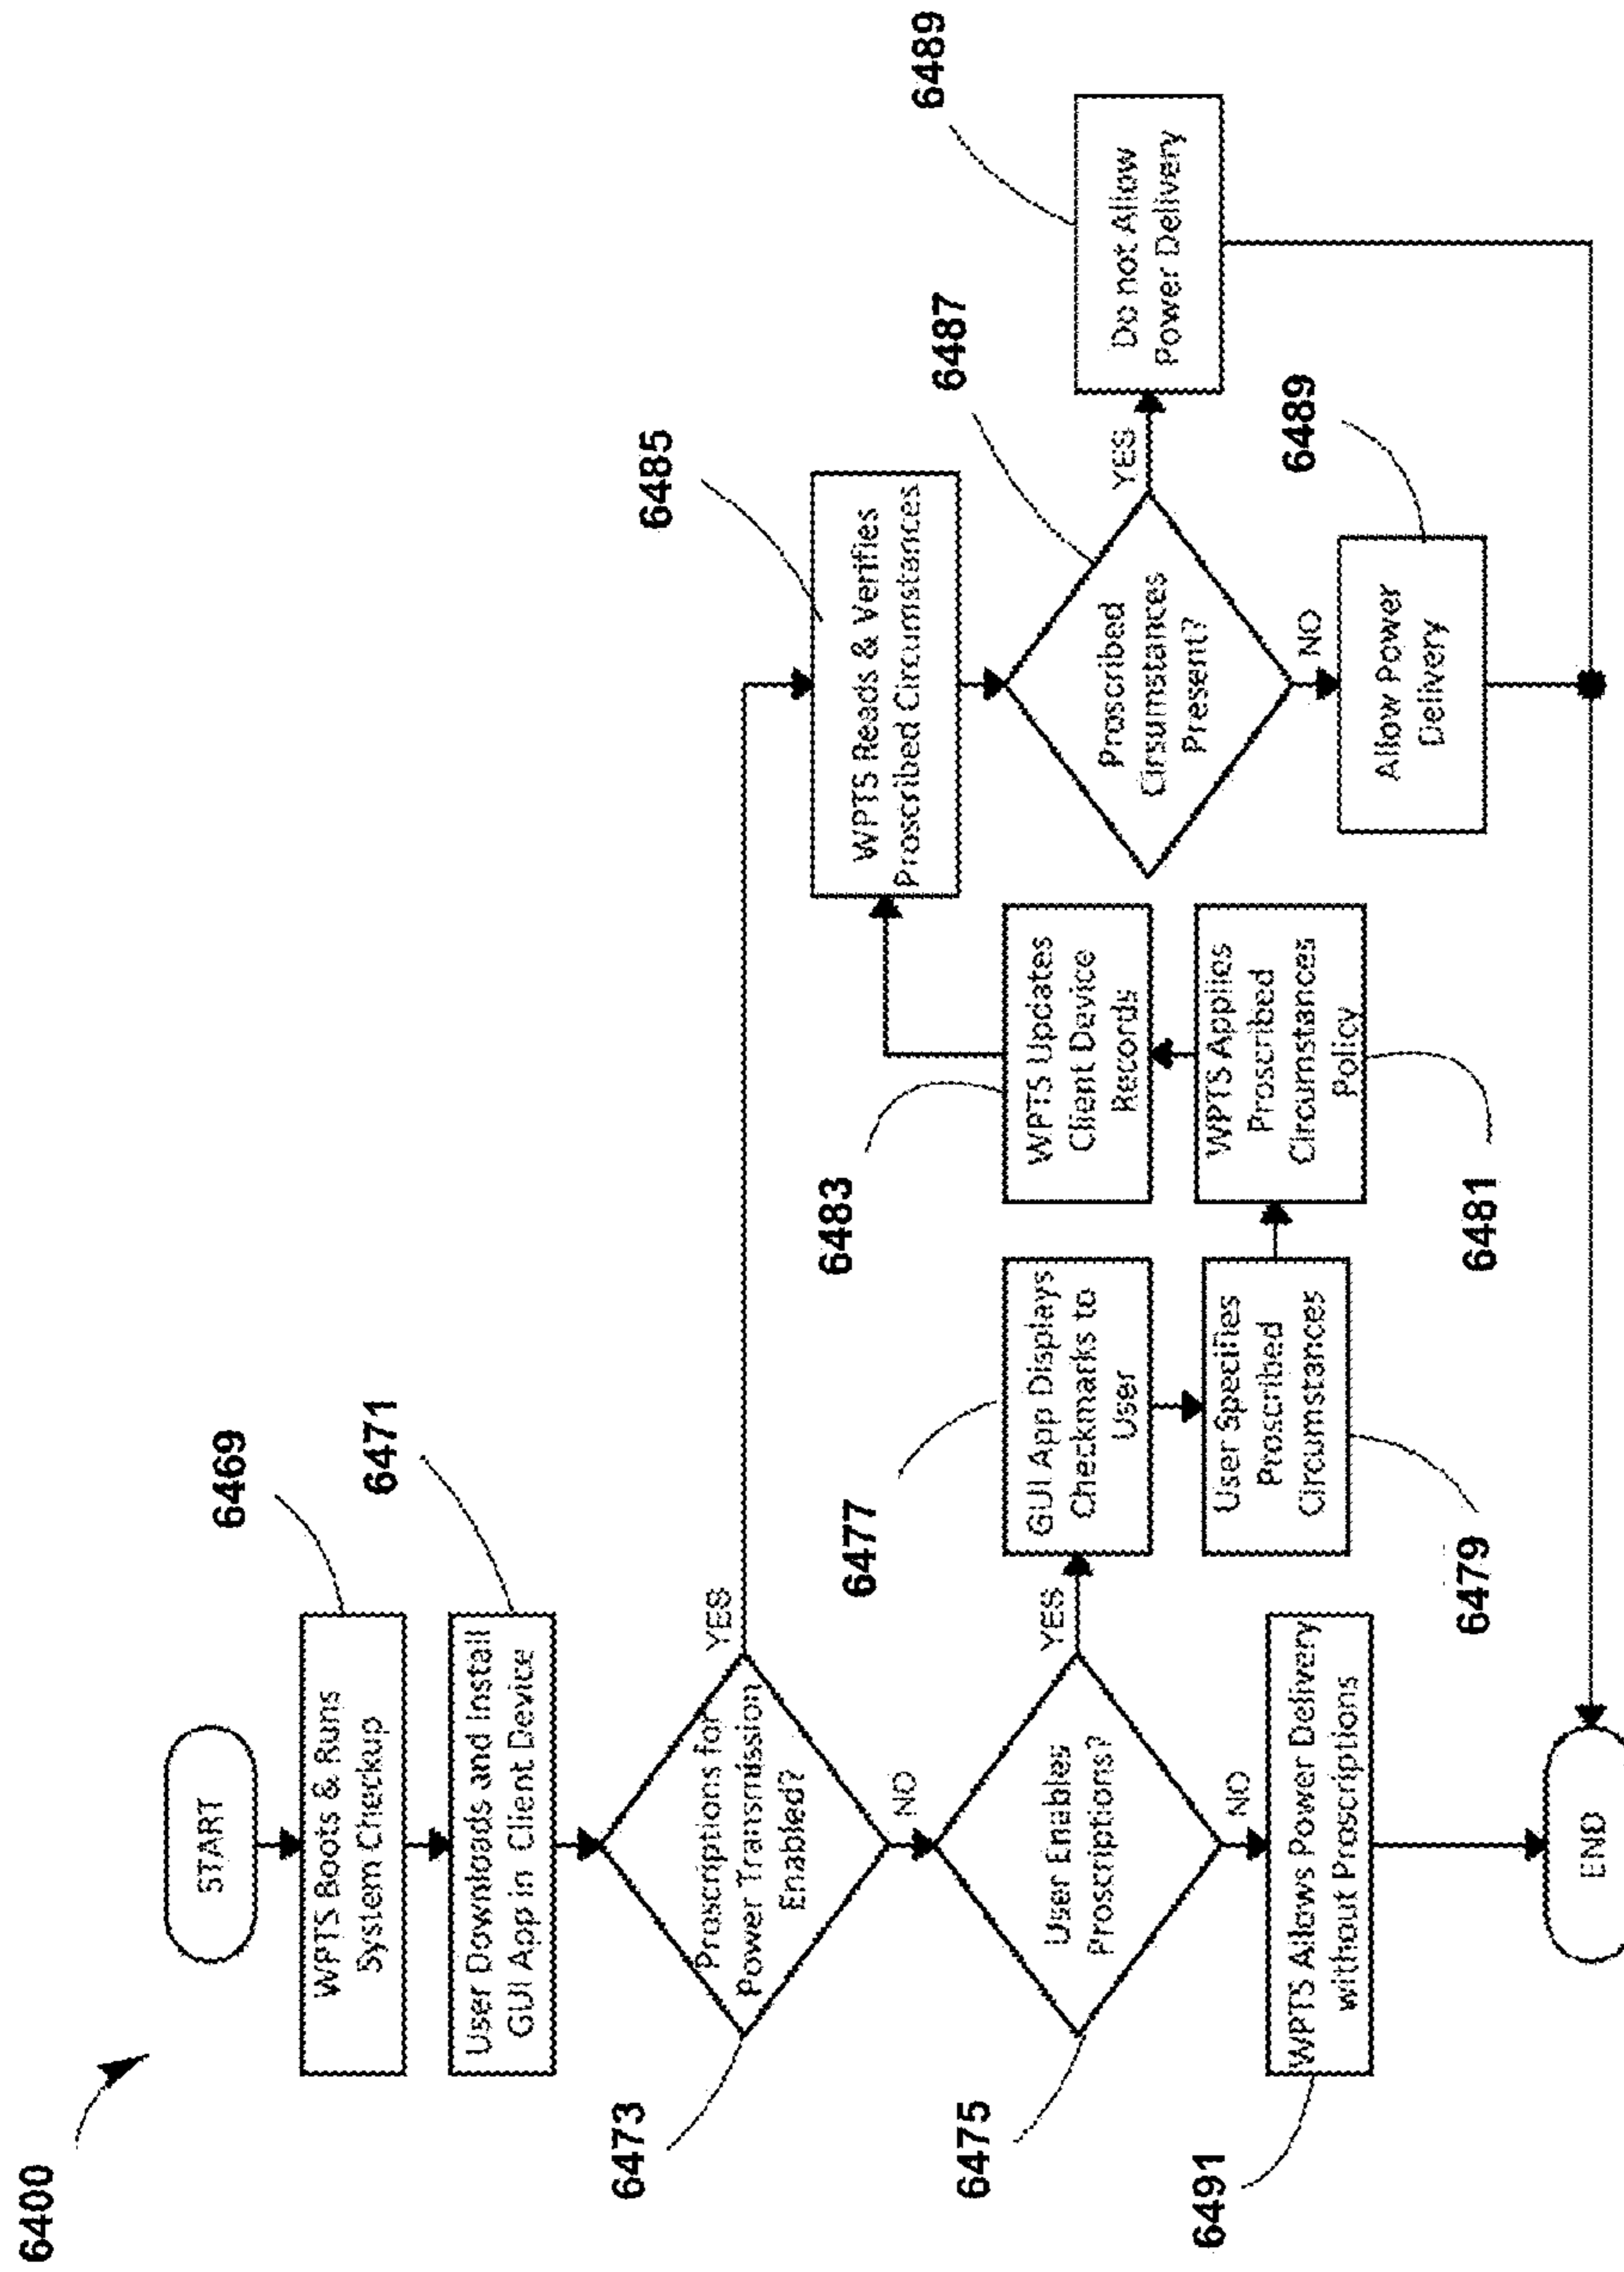 6400
START
6469
WPTS Boots & Runs
System Checkup
6471
User Downloads and Install
GUI App in Client Device
6473
Proscriptions for
Power Transmission
Enabled?
YES
NO
6475
User Enables
Proscriptions?
YES
NO
6491
WPTS Allows Power Delivery
without Proscriptions
6477
GUI App Displays
Checkmarks to
User
6479
User Specifies
Proscribed
Circumstances
6481
WPTS Applies
Proscribed
Circumstances
Policy
6483
WPTS Updates
Client Device
Records
6485
WPTS Reads & Verifies
Proscribed Circumstances
6487
Proscribed
Cirsumstances
Present?
YES
NO
6489
Do not Allow
Power Delivery
6489
Allow Power
Delivery
END